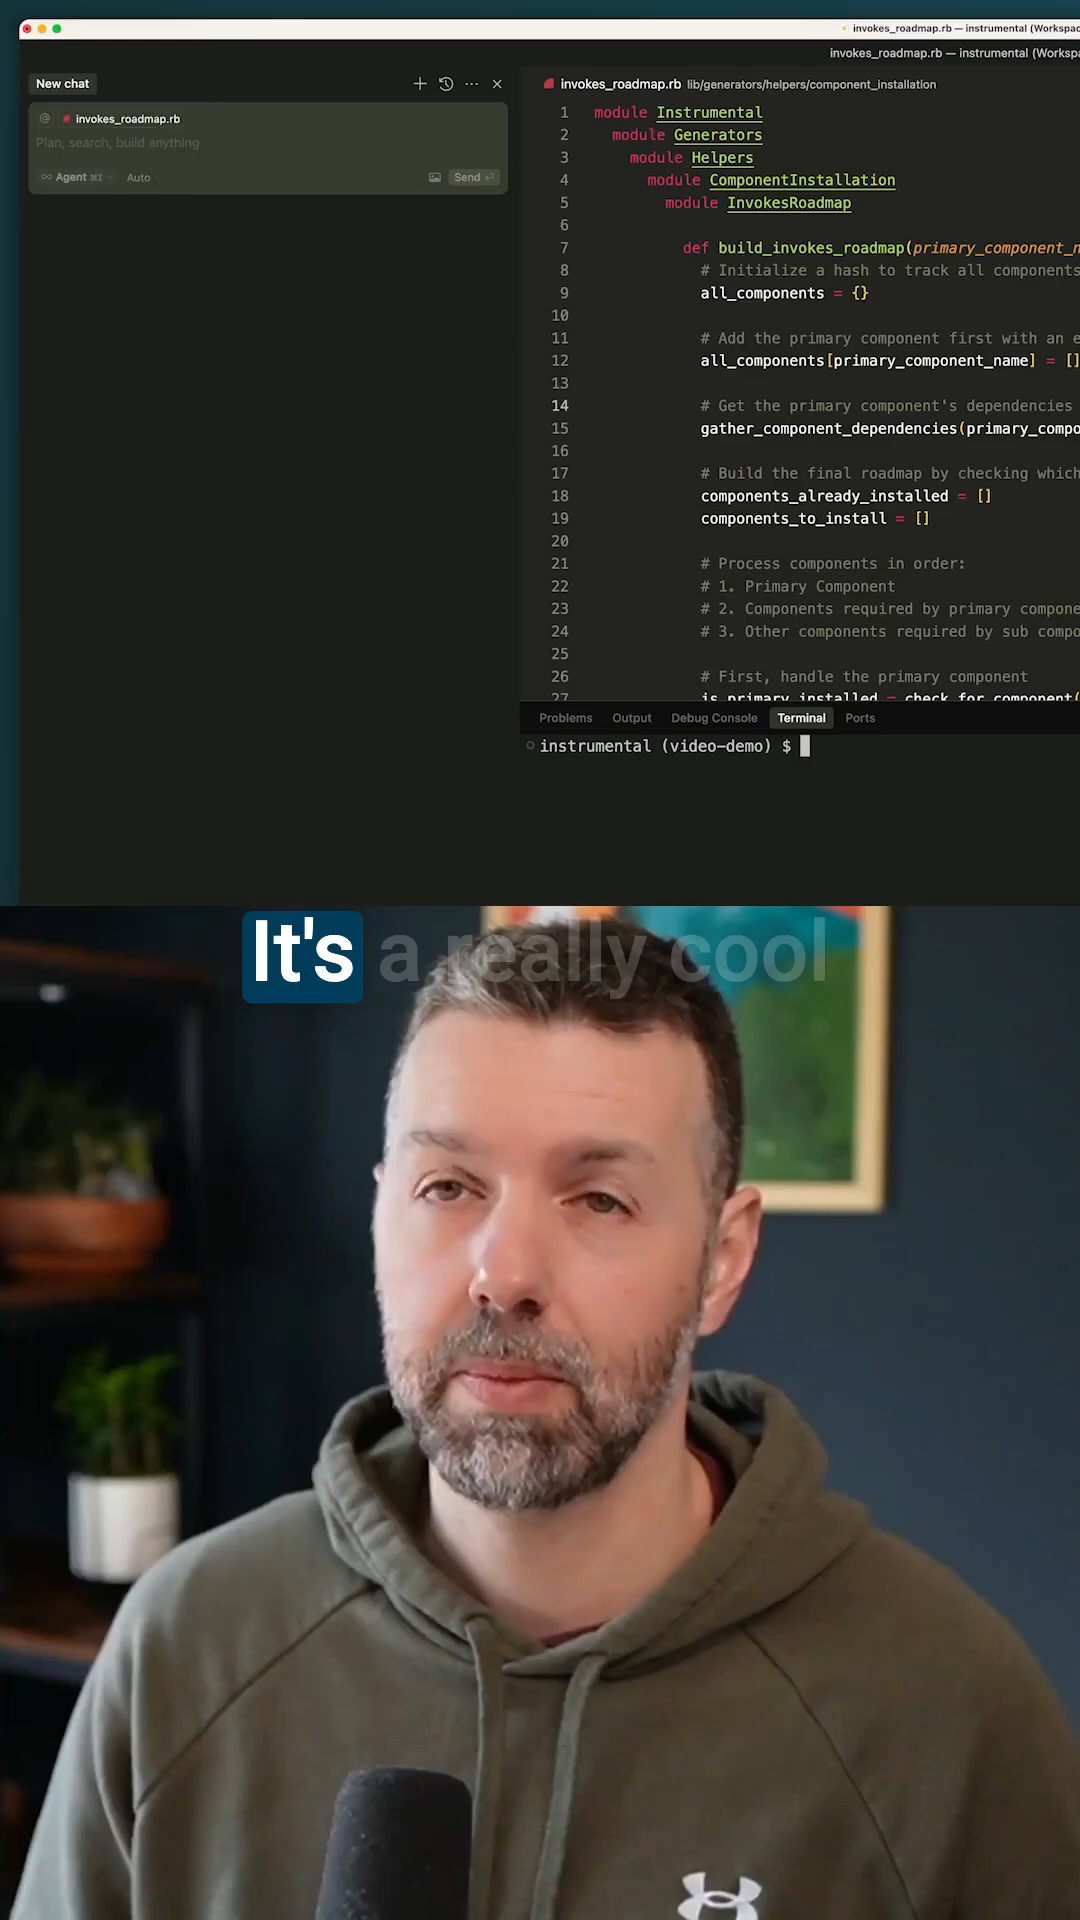 invokes_roadmap.rb — instrumental (Workspac
invokes_roadmap.rb — instrumental (Workspa
New chat
@ invokes_roadmap.rb
Plan, search, build anything
Agent ⌘I Auto
Send
invokes_roadmap.rb lib/generators/helpers/component_installation
1 module Instrumental
2 module Generators
3 module Helpers
4 module ComponentInstallation
5 module InvokesRoadmap
6
7 def build_invokes_roadmap(primary_component_n
8 # Initialize a hash to track all components
9 all_components = {}
10
11 # Add the primary component first with an e
12 all_components[primary_component_name] = []
13
14 # Get the primary component's dependencies
15 gather_component_dependencies(primary_compo
16
17 # Build the final roadmap by checking which
18 components_already_installed = []
19 components_to_install = []
20
21 # Process components in order:
22 # 1. Primary Component
23 # 2. Components required by primary compone
24 # 3. Other components required by sub compo
25
26 # First, handle the primary component
27 is_primary_installed = check_for_component(
Problems Output Debug Console Terminal Ports
instrumental (video-demo) $
It's a really cool